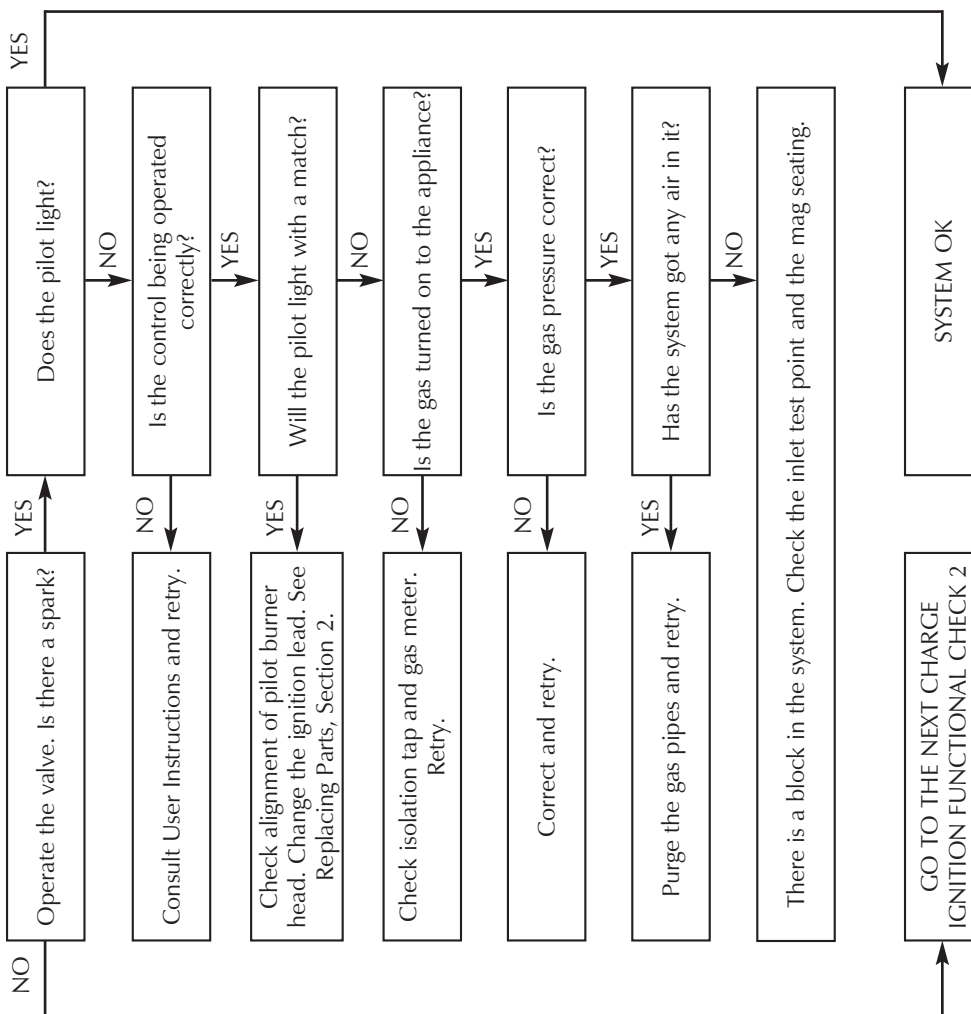 Operate the valve. Is there a spark?
NO
YES
Does the pilot light?
YES
NO
Is the control being operated
correctly?
NO
Consult User Instructions and retry.
YES
Will the pilot light with a match?
YES
Check alignment of pilot burner
head. Change the ignition lead. See
Replacing Parts, Section 2.
NO
Is the gas turned on to the appliance?
NO
Check isolation tap and gas meter.
Retry.
YES
Is the gas pressure correct?
NO
Correct and retry.
YES
Has the system got any air in it?
YES
Purge the gas pipes and retry.
NO
There is a block in the system. Check the inlet test point and the mag seating.
GO TO THE NEXT CHARGE
IGNITION FUNCTIONAL CHECK 2
SYSTEM OK